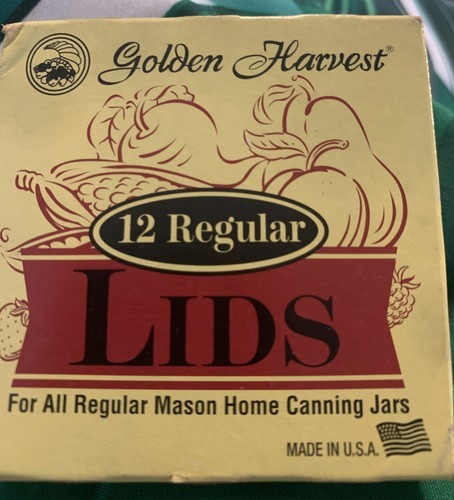 Golden Harvest®
12 Regular
LIDS
For All Regular Mason Home Canning Jars
MADE IN U.S.A.